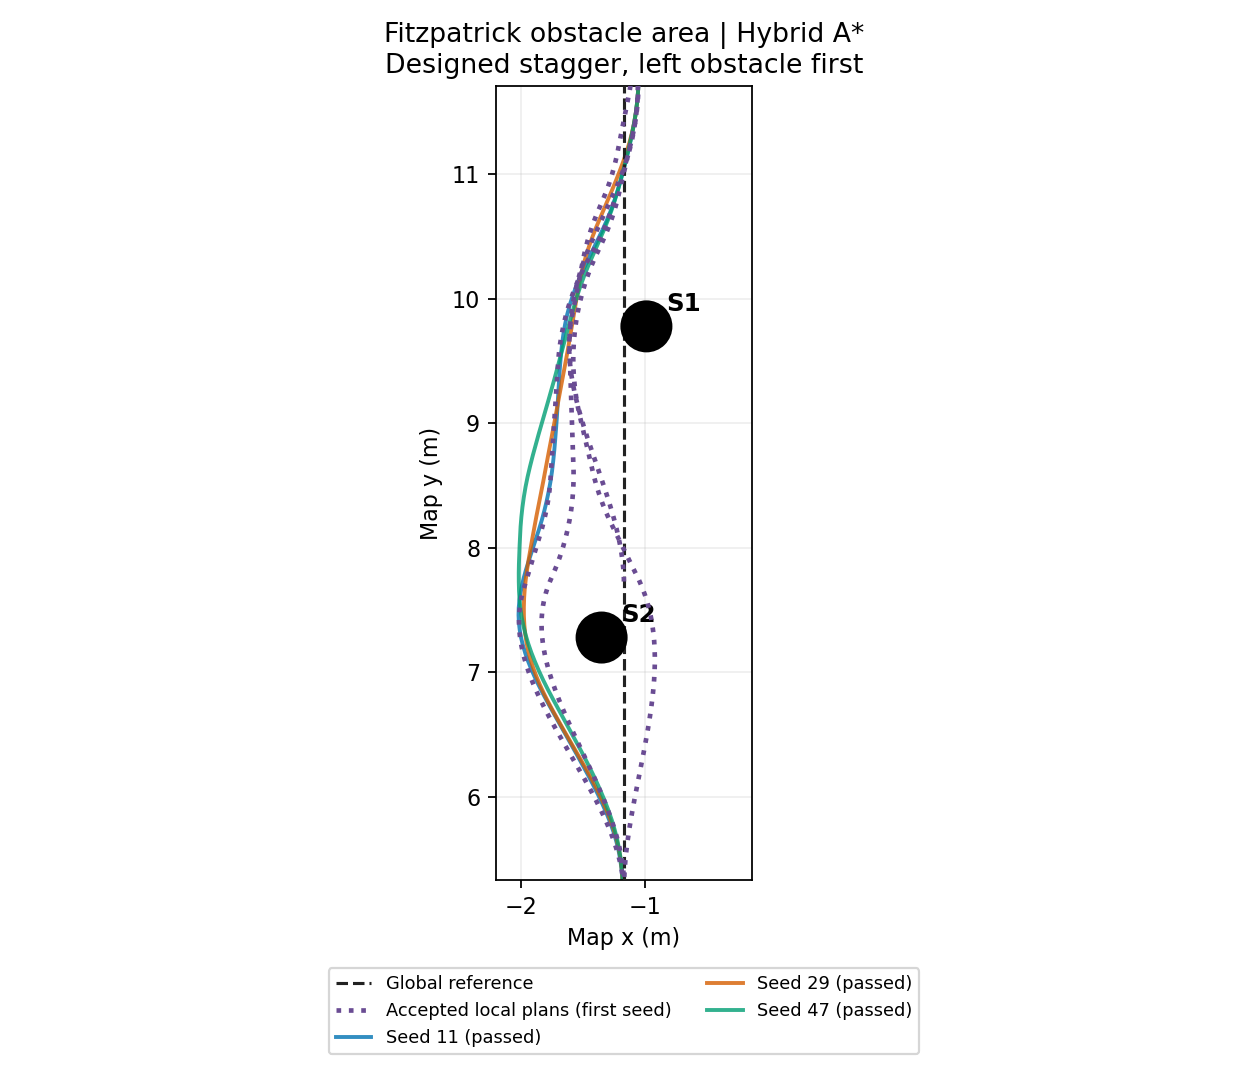 Fitzpatrick obstacle area | Hybrid A*
Designed stagger, left obstacle first
11
10
9
8
7
6
S1
S2
Map y (m)
−2
−1
Map x (m)
Global reference
Accepted local plans (first seed)
Seed 11 (passed)
Seed 29 (passed)
Seed 47 (passed)